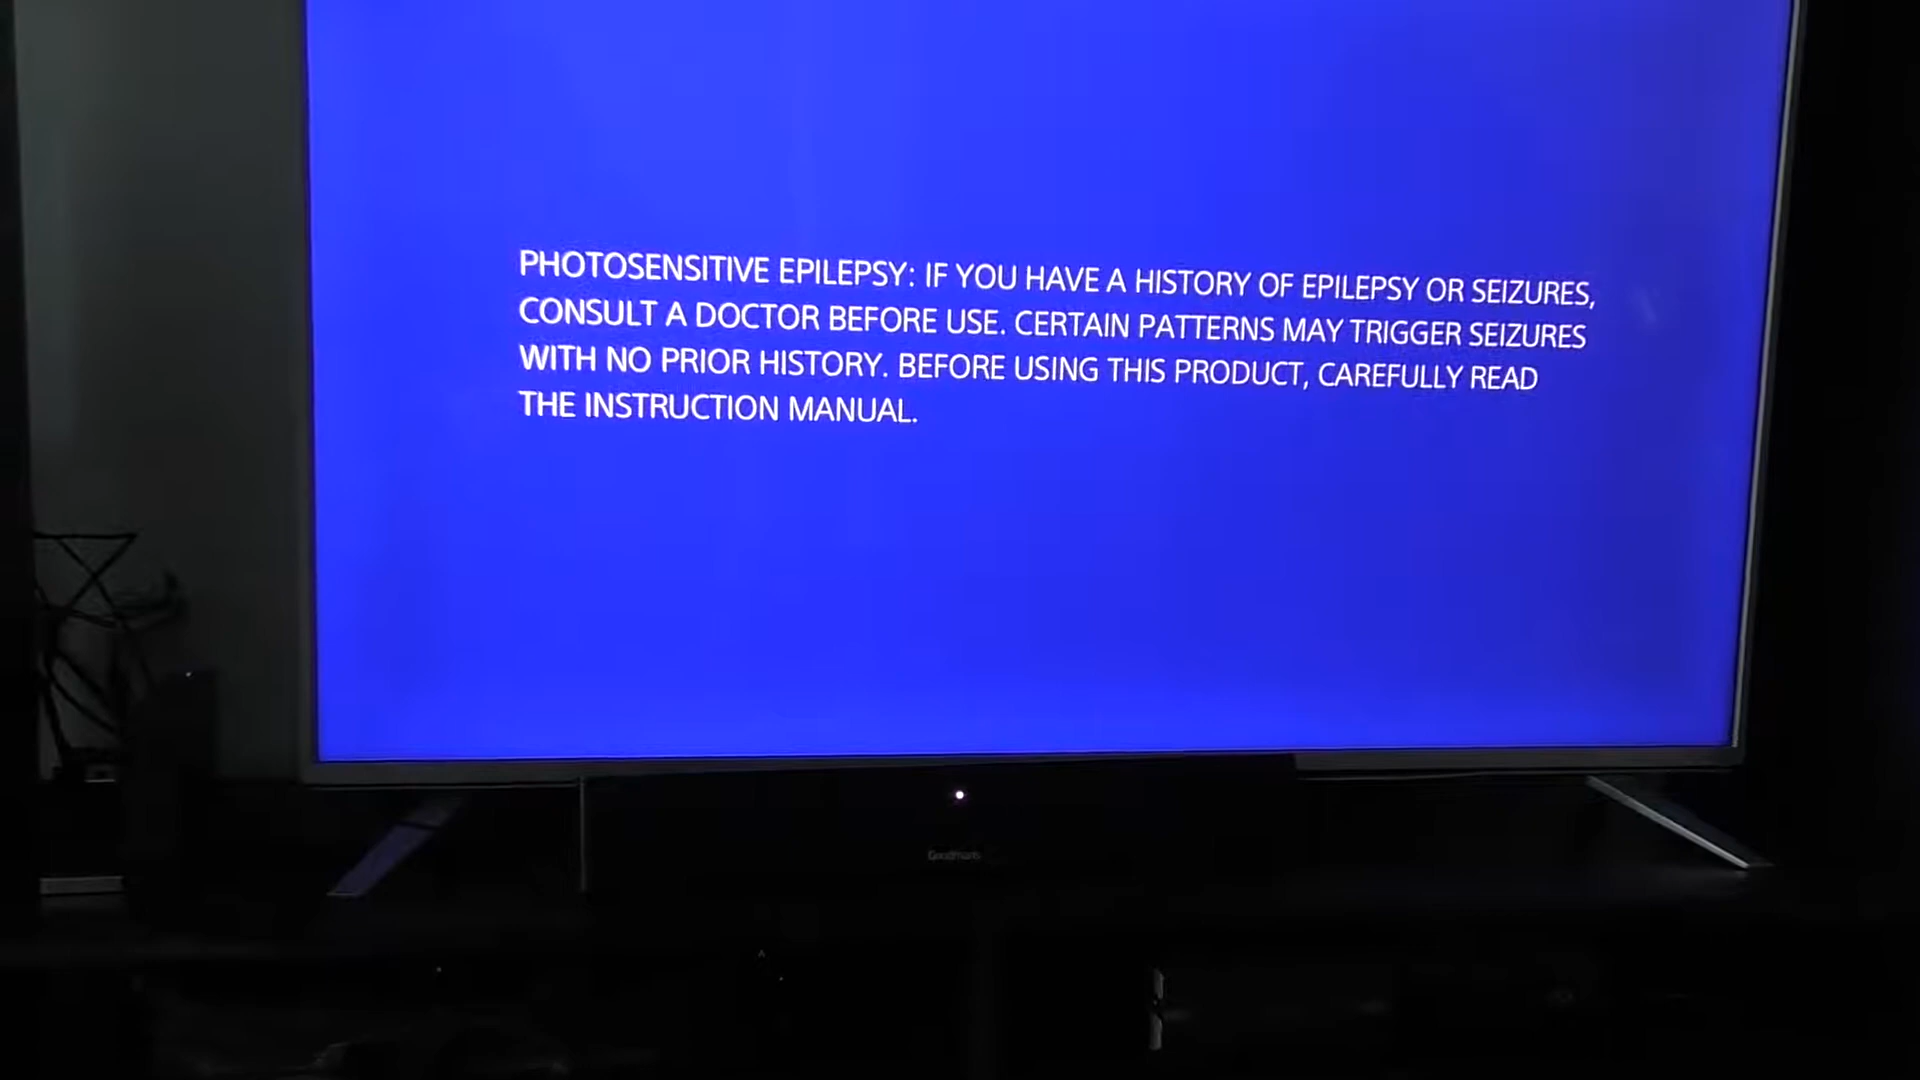 PHOTOSENSITIVE EPILEPSY: IF YOU HAVE A HISTORY OF EPILEPSY OR SEIZURES,
CONSULT A DOCTOR BEFORE USE. CERTAIN PATTERNS MAY TRIGGER SEIZURES
WITH NO PRIOR HISTORY. BEFORE USING THIS PRODUCT, CAREFULLY READ
THE INSTRUCTION MANUAL.
Goodmans